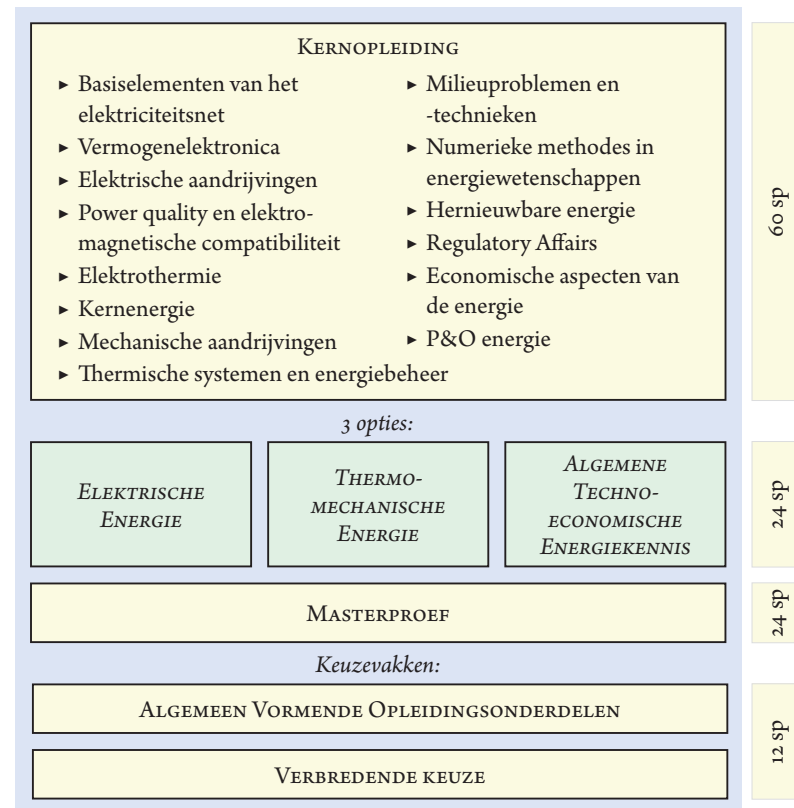 Kernopleiding
▸ Basiselementen van het
elektriciteitsnet
▸ Vermogenelektronica
▸ Elektrische aandrijvingen
▸ Power quality en elektro-
magnetische compatibiliteit
▸ Elektrothermie
▸ Kernenergie
▸ Mechanische aandrijvingen
▸ Thermische systemen en energiebeheer
▸ Milieuproblemen en
-technieken
▸ Numerieke methodes in
energiewetenschappen
▸ Hernieuwbare energie
▸ Regulatory Affairs
▸ Economische aspecten van
de energie
▸ P&O energie
60 sp
3 opties:
Elektrische
Energie
Thermo-
mechanische
Energie
Algemene
Techno-
economische
Energiekennis
24 sp
Masterproef
24 sp
Keuzevakken:
Algemeen Vormende Opleidingsonderdelen
Verbredende keuze
12 sp